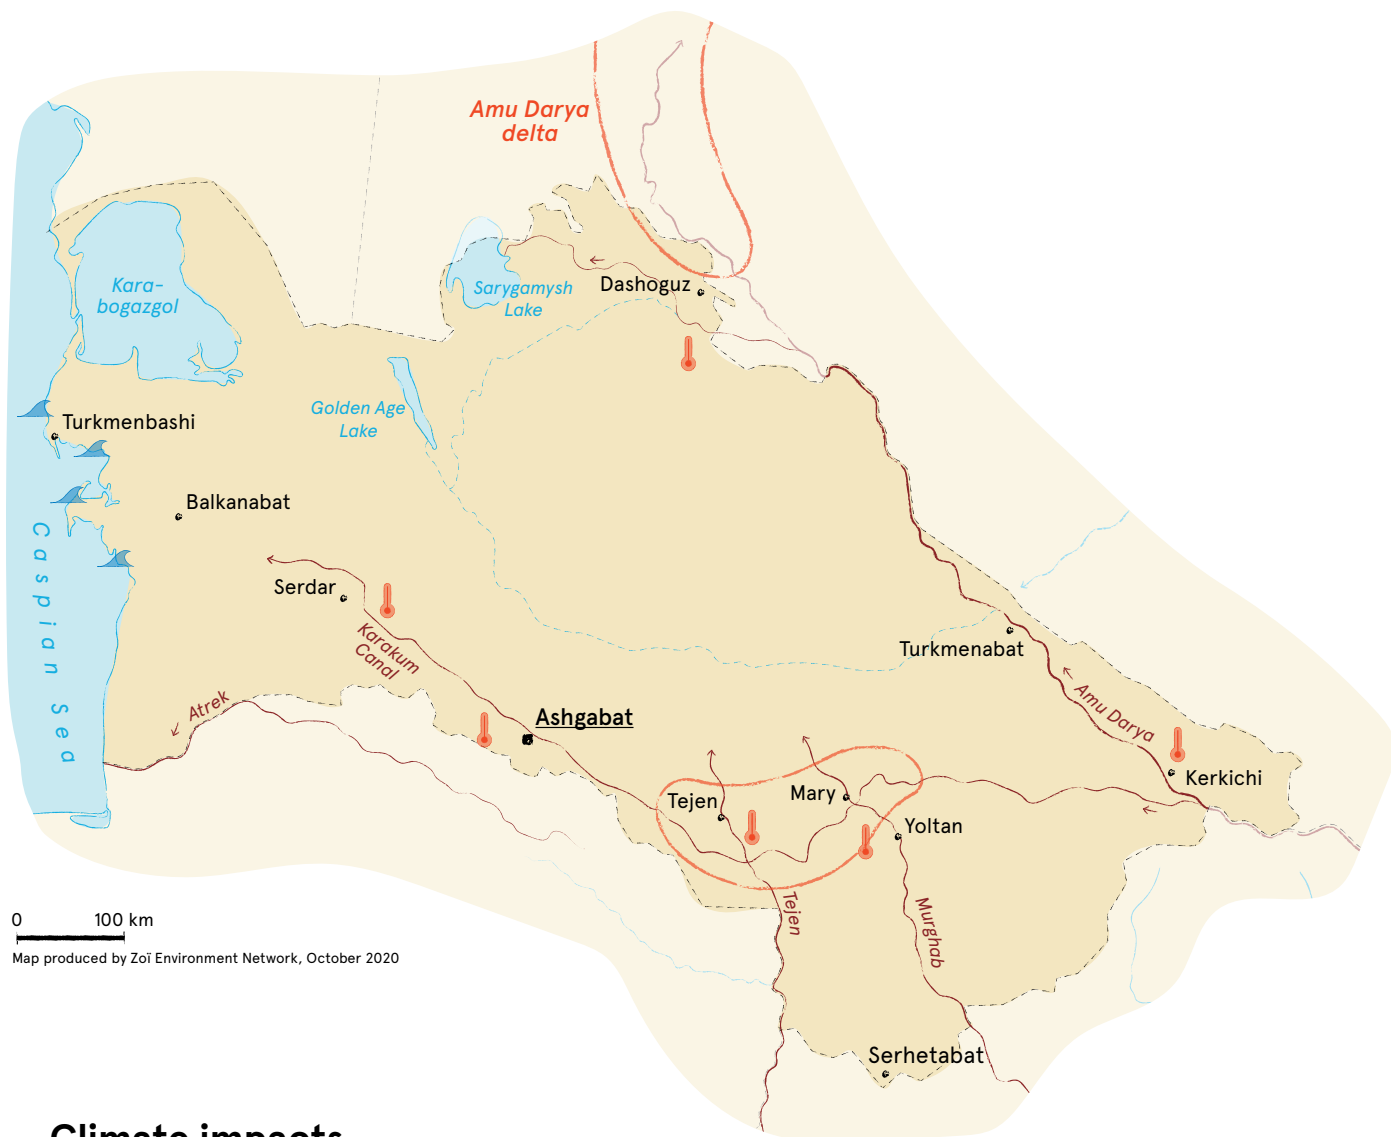 Amu Darya
delta
Kara-
bogazgol
Sarygamysh
Lake
Dashoguz
Golden Age
Lake
Turkmenbashi
Balkanabat
Caspian Sea
Serdar
Karakum
Canal
Turkmenabat
Atrek
Ashgabat
Amu Darya
Kerkichi
Tejen
Mary
Yoltan
Tejen
Murghab
0 100 km
Map produced by Zoï Environment Network, October 2020
Serhetabat
Climate impacts